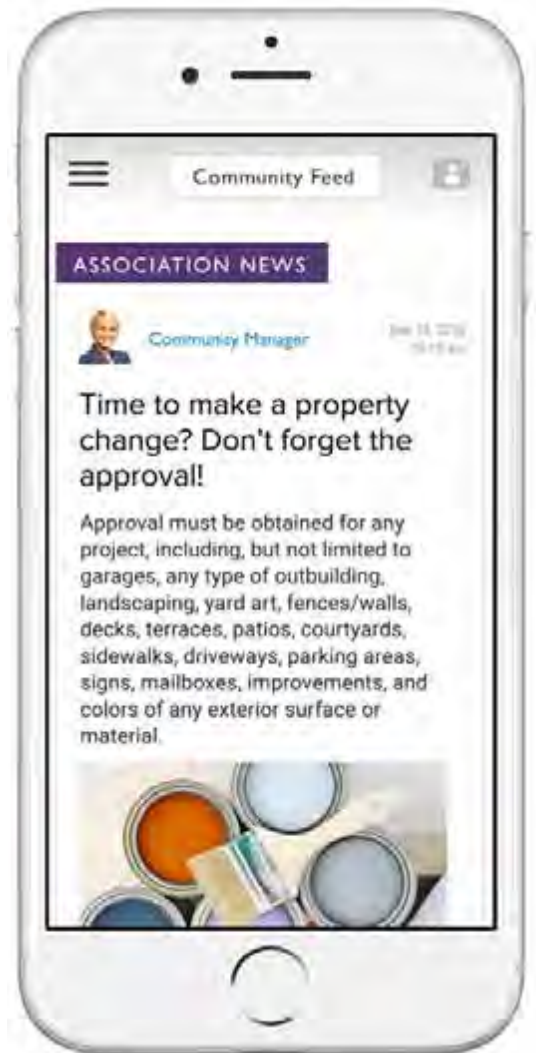 Community Feed
ASSOCIATION NEWS
Community Manager
Time to make a property
change? Don't forget the
approval!
Approval must be obtained for any
project, including, but not limited to
garages, any type of outbuilding,
landscaping, yard art, fences/walls,
decks, terraces, patios, courtyards,
sidewalks, driveways, parking areas,
signs, mailboxes, improvements, and
colors of any exterior surface or
material.